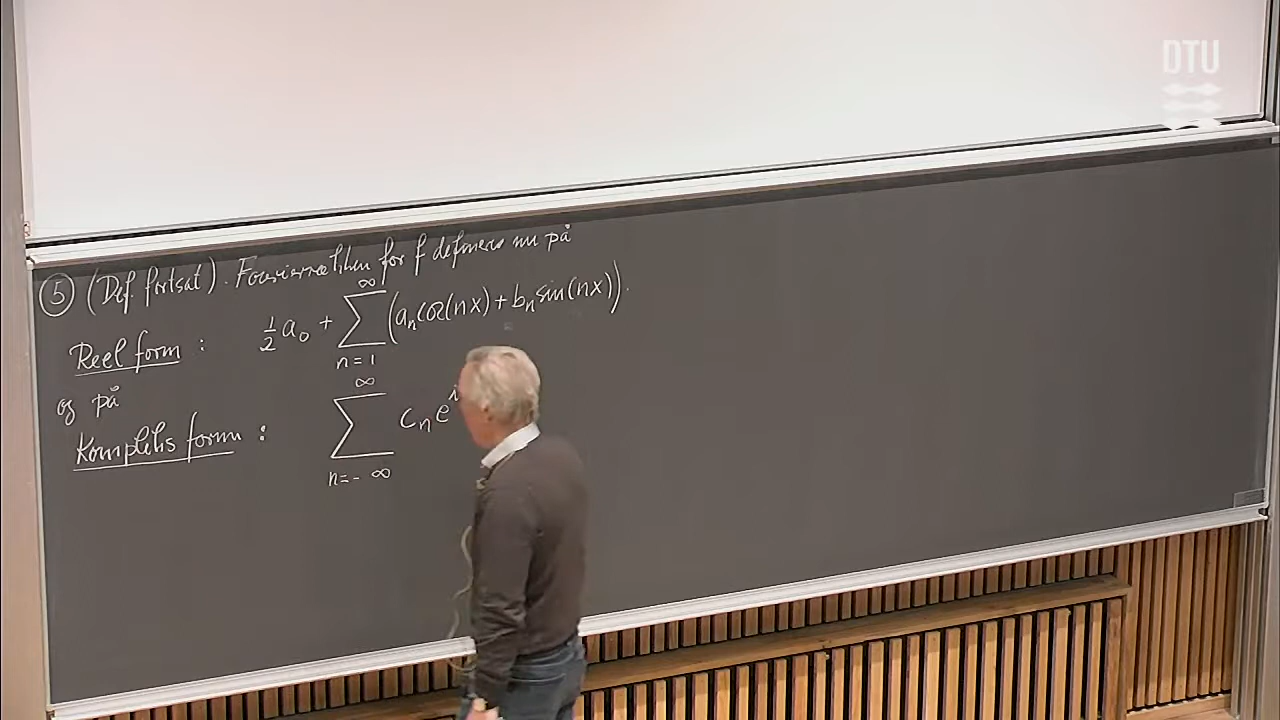 DTU
⑤ (Def. fortsat). Fourierrækken for f defineres nu på
Reel form : ½a₀ + ∑_{n=1}^{∞} (aₙcos(nx) + bₙsin(nx)).
og på
Kompleks form : ∑_{n=-∞}^{∞} cₙe^{i